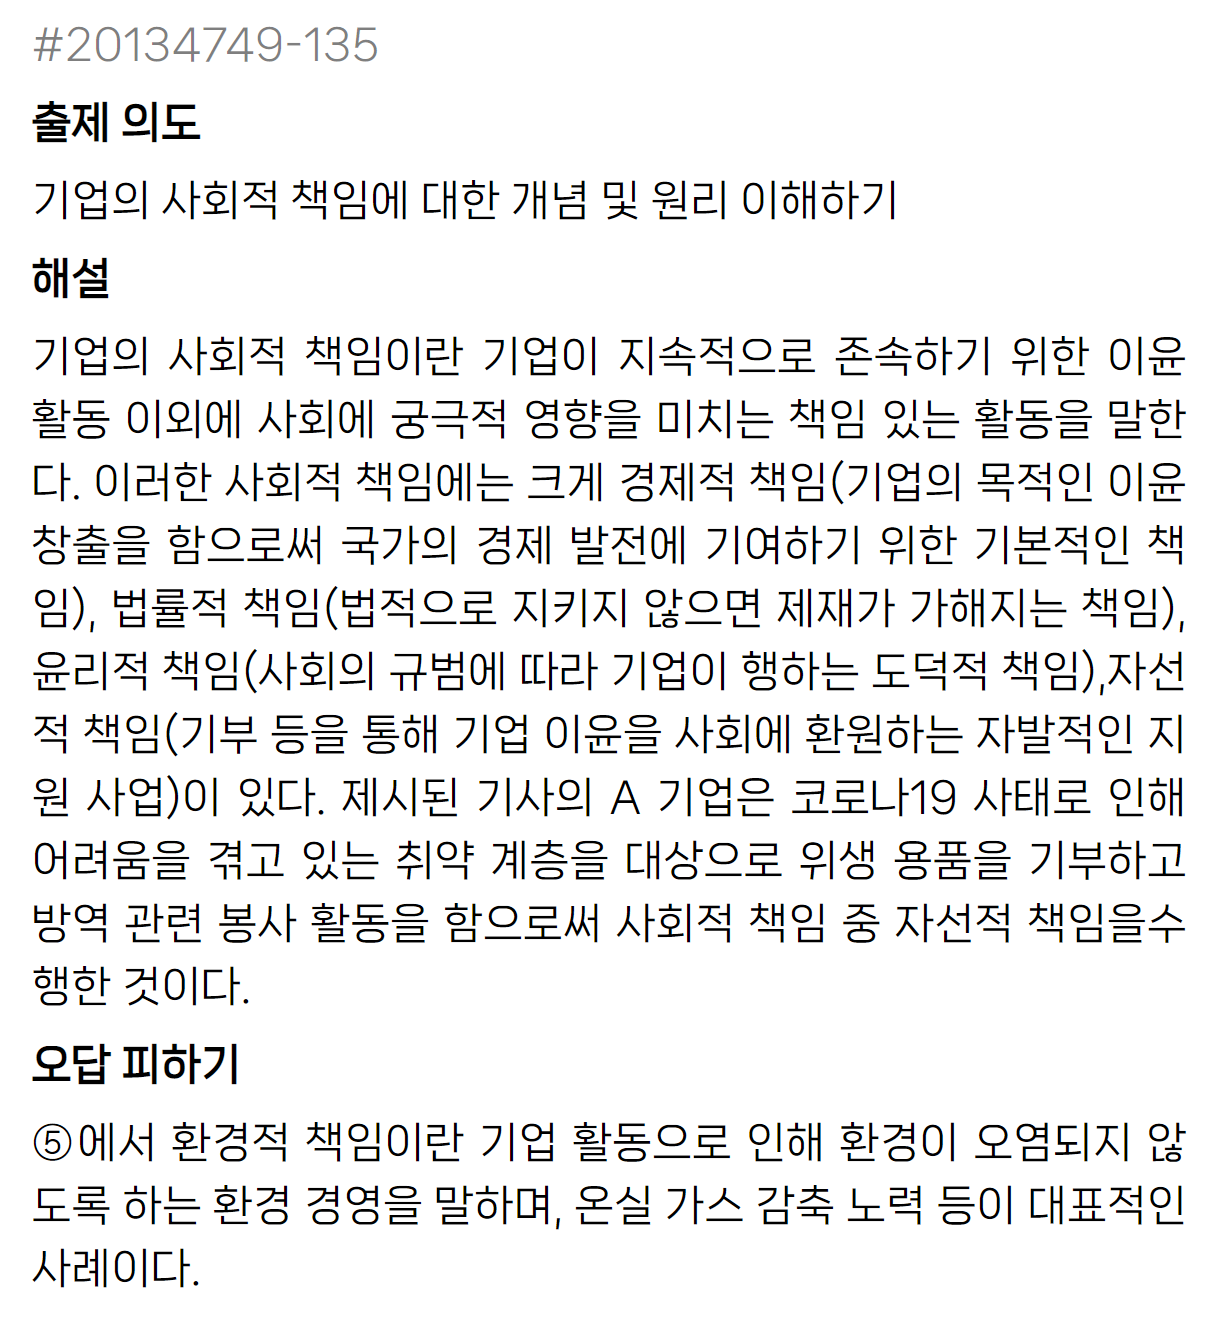 #20134749-135
출제 의도
기업의 사회적 책임에 대한 개념 및 원리 이해하기
해설
기업의 사회적 책임이란 기업이 지속적으로 존속하기 위한 이윤
활동 이외에 사회에 궁극적 영향을 미치는 책임 있는 활동을 말한
다. 이러한 사회적 책임에는 크게 경제적 책임(기업의 목적인 이윤
창출을 함으로써 국가의 경제 발전에 기여하기 위한 기본적인 책
임), 법률적 책임(법적으로 지키지 않으면 제재가 가해지는 책임),
윤리적 책임(사회의 규범에 따라 기업이 행하는 도덕적 책임),자선
적 책임(기부 등을 통해 기업 이윤을 사회에 환원하는 자발적인 지
원 사업)이 있다. 제시된 기사의 A 기업은 코로나19 사태로 인해
어려움을 겪고 있는 취약 계층을 대상으로 위생 용품을 기부하고
방역 관련 봉사 활동을 함으로써 사회적 책임 중 자선적 책임을수
행한 것이다.
오답 피하기
⑤에서 환경적 책임이란 기업 활동으로 인해 환경이 오염되지 않
도록 하는 환경 경영을 말하며, 온실 가스 감축 노력 등이 대표적인
사례이다.